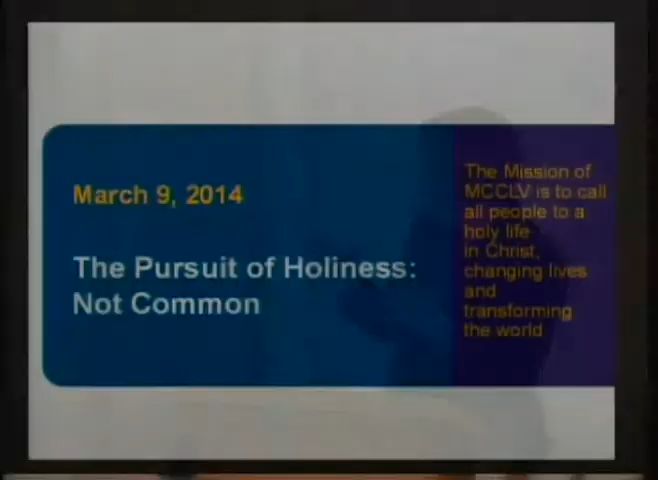 March 9, 2014
The Pursuit of Holiness:
Not Common
The Mission of
MCCLV is to call
all people to a
holy life
in Christ,
changing lives
and
transforming
the world